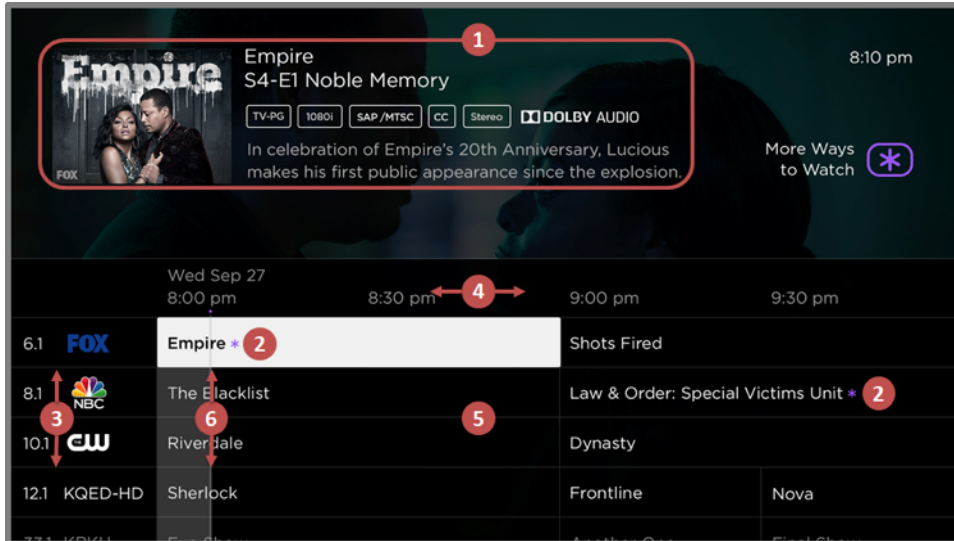 1
Empire
S4-E1 Noble Memory
8:10 pm
Empire
FOX
TV-PG 1080i SAP /MTSC CC Stereo DOLBY AUDIO
In celebration of Empire's 20th Anniversary, Lucious
makes his first public appearance since the explosion.
More Ways
to Watch *
Wed Sep 27
8:00 pm 8:30 pm 4 9:00 pm 9:30 pm
6.1 FOX Empire * 2 Shots Fired
8.1 NBC The Blacklist Law & Order: Special Victims Unit * 2
3 6 5
10.1 CW Riverdale Dynasty
12.1 KQED-HD Sherlock Frontline Nova
Another One Final Show